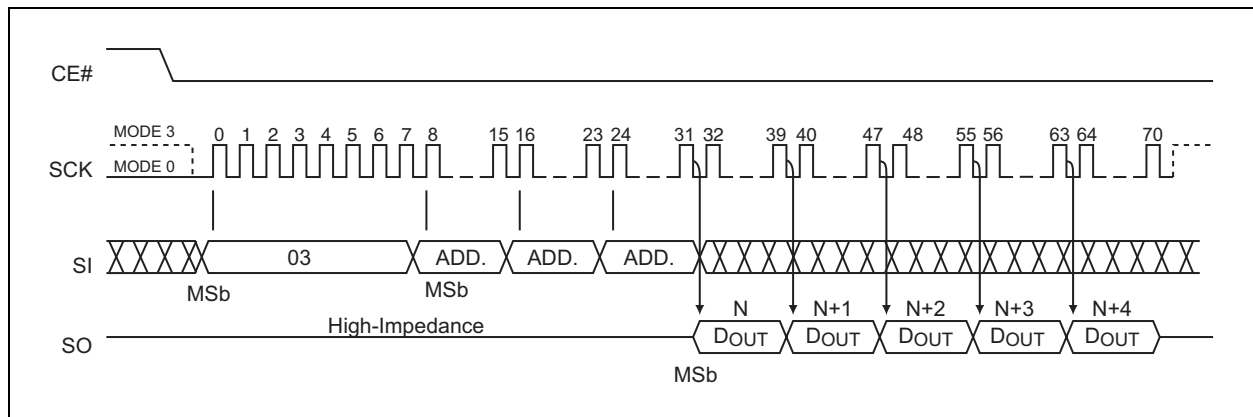 CE#
MODE 3
0 1 2 3 4 5 6 7 8 15 16 23 24 31 32 39 40 47 48 55 56 63 64 70
SCK
MODE 0
SI
03 ADD. ADD. ADD.
MSb MSb
N N+1 N+2 N+3 N+4
High-Impedance
SO
DOUT DOUT DOUT DOUT DOUT
MSb